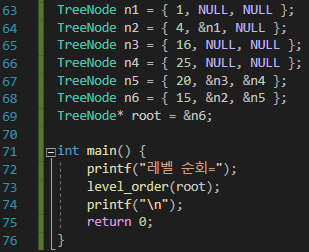 63 TreeNode n1 = { 1, NULL, NULL };
64 TreeNode n2 = { 4, &n1, NULL };
65 TreeNode n3 = { 16, NULL, NULL };
66 TreeNode n4 = { 25, NULL, NULL };
67 TreeNode n5 = { 20, &n3, &n4 };
68 TreeNode n6 = { 15, &n2, &n5 };
69 TreeNode* root = &n6;
70
71 int main() {
72 printf("레벨 순회=");
73 level_order(root);
74 printf("\n");
75 return 0;
76 }